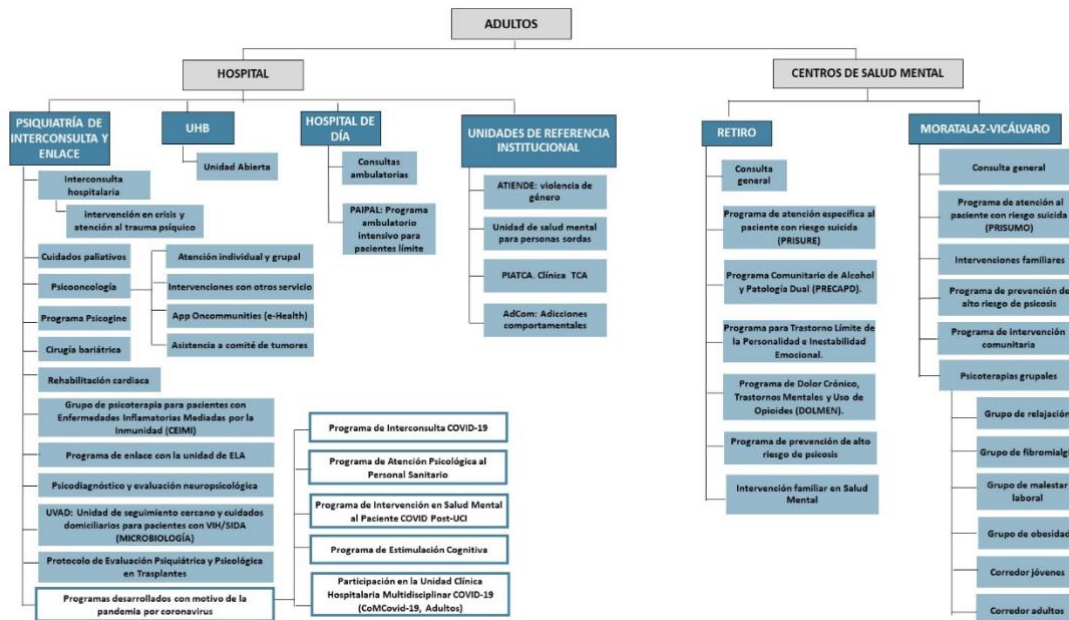 ADULTOS
HOSPITAL
PSIQUIATRÍA DE
INTERCONSULTA Y
ENLACE
Interconsulta
hospitalaria
Intervención en crisis y
atención al trauma psíquico
Cuidados paliativos
Psicooncología
Atención individual y grupal
Intervenciones con otros servicio
App Oncommunities (e-Health)
Asistencia a comité de tumores
Programa Psicogine
Cirugía bariátrica
Rehabilitación cardiaca
Grupo de psicoterapia para pacientes con
Enfermedades Inflamatorias Mediadas por la
Inmunidad (CEIMI)
Programa de enlace con la unidad de ELA
Psicodiagnóstico y evaluación neuropsicológica
UVAD: Unidad de seguimiento cercano y cuidados
domiciliarios para pacientes con VIH/SIDA
(MICROBIOLOGÍA)
Protocolo de Evaluación Psiquiátrica y Psicológica
en Trasplantes
Programas desarrollados con motivo de la
pandemia por coronavirus
Programa de Interconsulta COVID-19
Programa de Atención Psicológica al
Personal Sanitario
Programa de Intervención en Salud Mental
al Paciente COVID Post-UCI
Programa de Estimulación Cognitiva
Participación en la Unidad Clínica
Hospitalaria Multidisciplinar COVID-19
(CoMCovid-19, Adultos)
UHB
Unidad Abierta
HOSPITAL DE
DÍA
Consultas
ambulatorias
PAIPAL: Programa
ambulatorio
intensivo para
pacientes límite
UNIDADES DE REFERENCIA
INSTITUCIONAL
ATIENDE: violencia de
género
Unidad de salud mental
para personas sordas
PIATCA. Clínica TCA
AdCom: Adicciones
comportamentales
CENTROS DE SALUD MENTAL
RETIRO
Consulta
general
Programa de atención específica al
paciente con riesgo suicida
(PRISURE)
Programa Comunitario de Alcohol
y Patología Dual (PRECAPD).
Programa para Trastorno Límite de
la Personalidad e Inestabilidad
Emocional.
Programa de Dolor Crónico,
Trastornos Mentales y Uso de
Opioides (DOLMEN).
Programa de prevención de alto
riesgo de psicosis
Intervención familiar en Salud
Mental
MORATALAZ-VICÁLVARO
Consulta general
Programa de atención al
paciente con riesgo suicida
(PRISUMO)
Intervenciones familiares
Programa de prevención de
alto riesgo de psicosis
Programa de intervención
comunitaria
Psicoterapias grupales
Grupo de relajación
Grupo de fibromialgi
Grupo de malestar
laboral
Grupo de obesidad
Corredor jóvenes
Corredor adultos